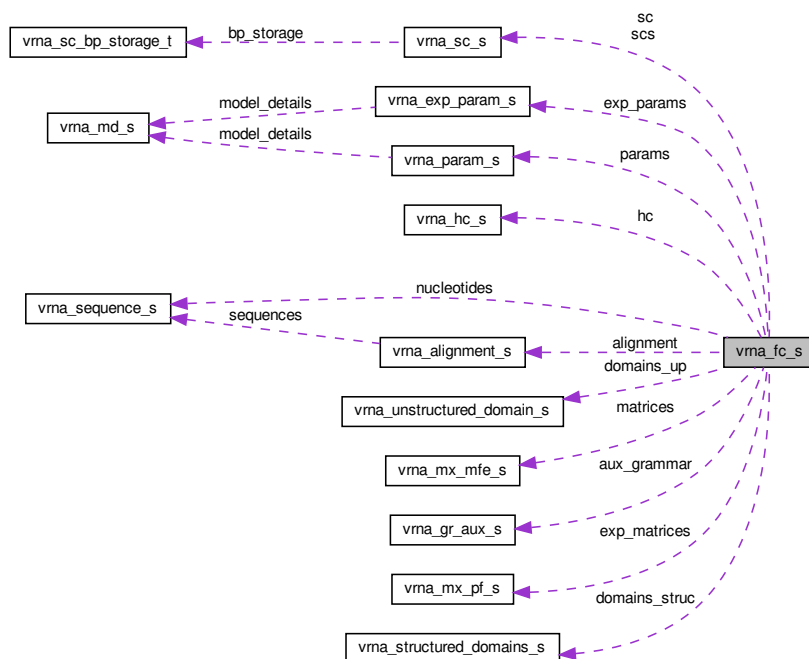 sc
scs
vrna_sc_bp_storage_t
bp_storage
vrna_sc_s
model_details
vrna_exp_param_s
exp_params
vrna_md_s
model_details
vrna_param_s
params
vrna_hc_s
hc
nucleotides
vrna_sequence_s
sequences
vrna_alignment_s
alignment
vrna_fc_s
domains_up
vrna_unstructured_domain_s
matrices
vrna_mx_mfe_s
aux_grammar
vrna_gr_aux_s
exp_matrices
vrna_mx_pf_s
domains_struc
vrna_structured_domains_s